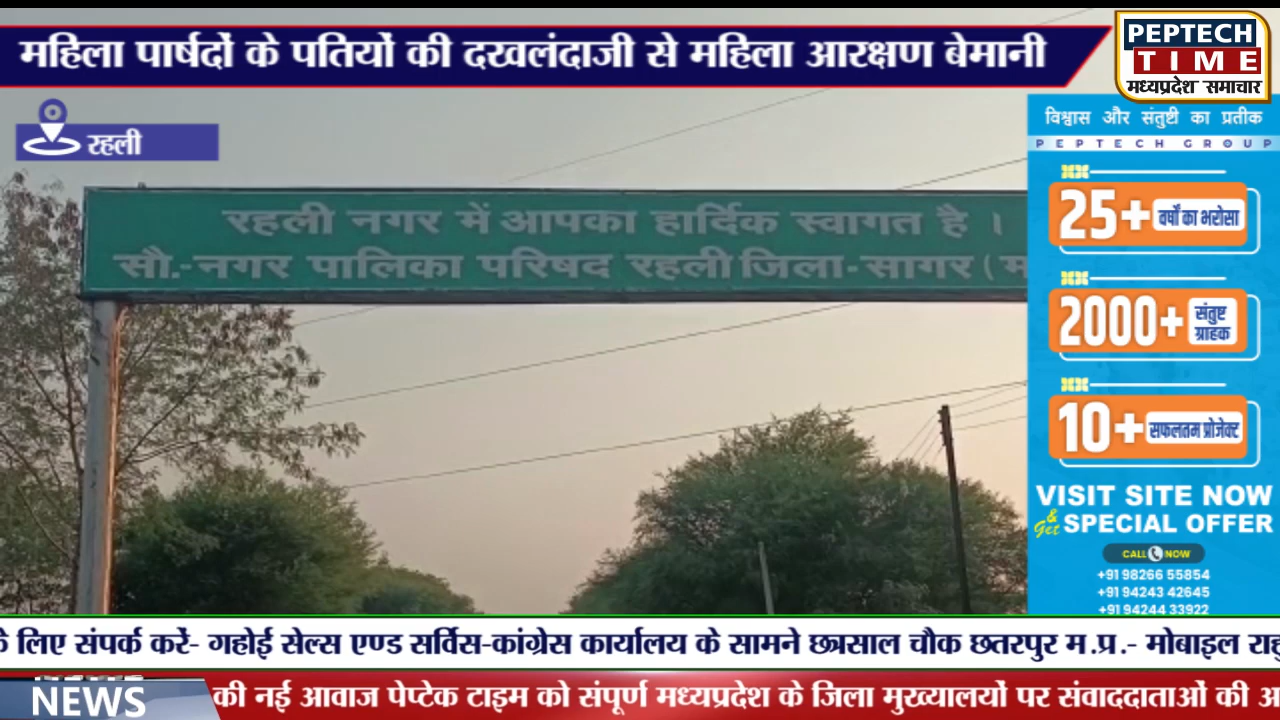 महिला पार्षदों के पतियों की दखलंदाजी से महिला आरक्षण बेमानी
PEPTECH
TIME
मध्यप्रदेश समाचार
रहली
रहली नगर में आपका हार्दिक स्वागत है ।
सौ.-नगर पालिका परिषद रहली जिला-सागर (म
विश्वास और संतुष्टी का प्रतीक
PEPTECH GROUP
25+ वर्षों का भरोसा
2000+ संतुष्ट
ग्राहक
10+ सफलतम प्रोजेक्ट
VISIT SITE NOW
& Get SPECIAL OFFER
CALL NOW
+91 98266 55854
+91 94243 42645
+91 94244 33922
लिए संपर्क करें- गहोई सेल्स एण्ड सर्विस-कांग्रेस कार्यालय के सामने छत्रसाल चौक छतरपुर म.प्र.- मोबाइल
NEWS
की नई आवाज पेप्टेक टाइम को संपूर्ण मध्यप्रदेश के जिला मुख्यालयों पर संवाददाताओं की